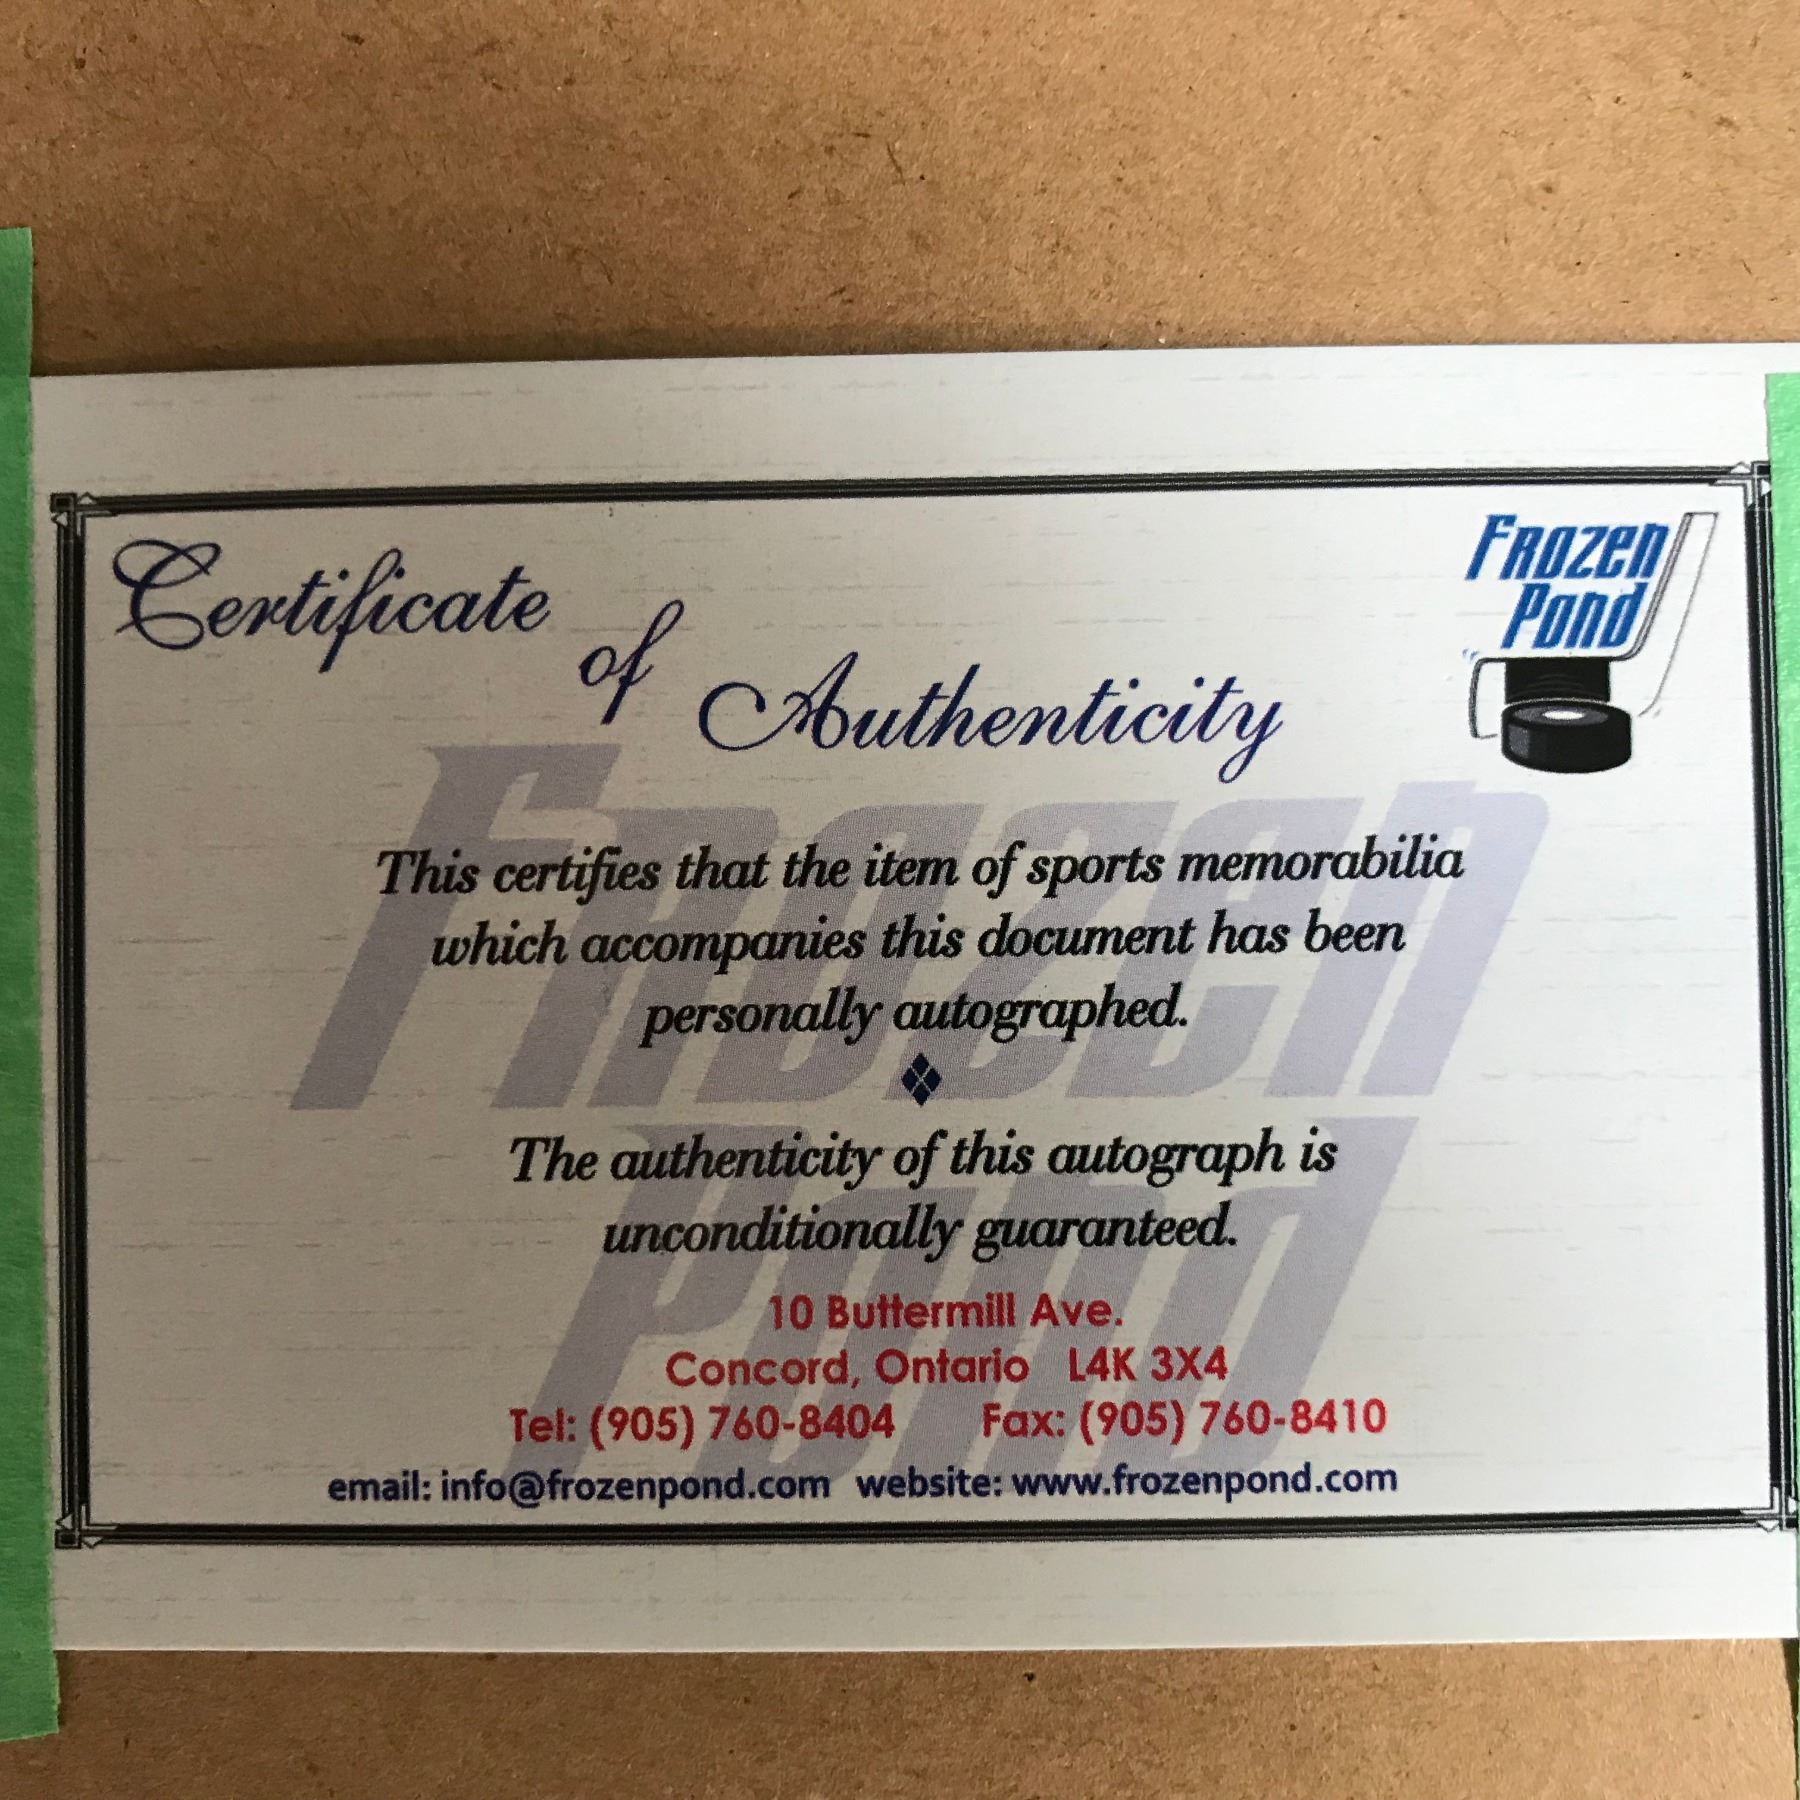 Certificate
of
Authenticity
Frozen
Pond
This certifies that the item of sports memorabilia
which accompanies this document has been
personally autographed.
The authenticity of this autograph is
unconditionally guaranteed.
10 Buttermill Ave.
Concord, Ontario L4K 3X4
Tel: (905) 760-8404 Fax: (905) 760-8410
email: info@frozenpond.com website: www.frozenpond.com
Frozen
Pond